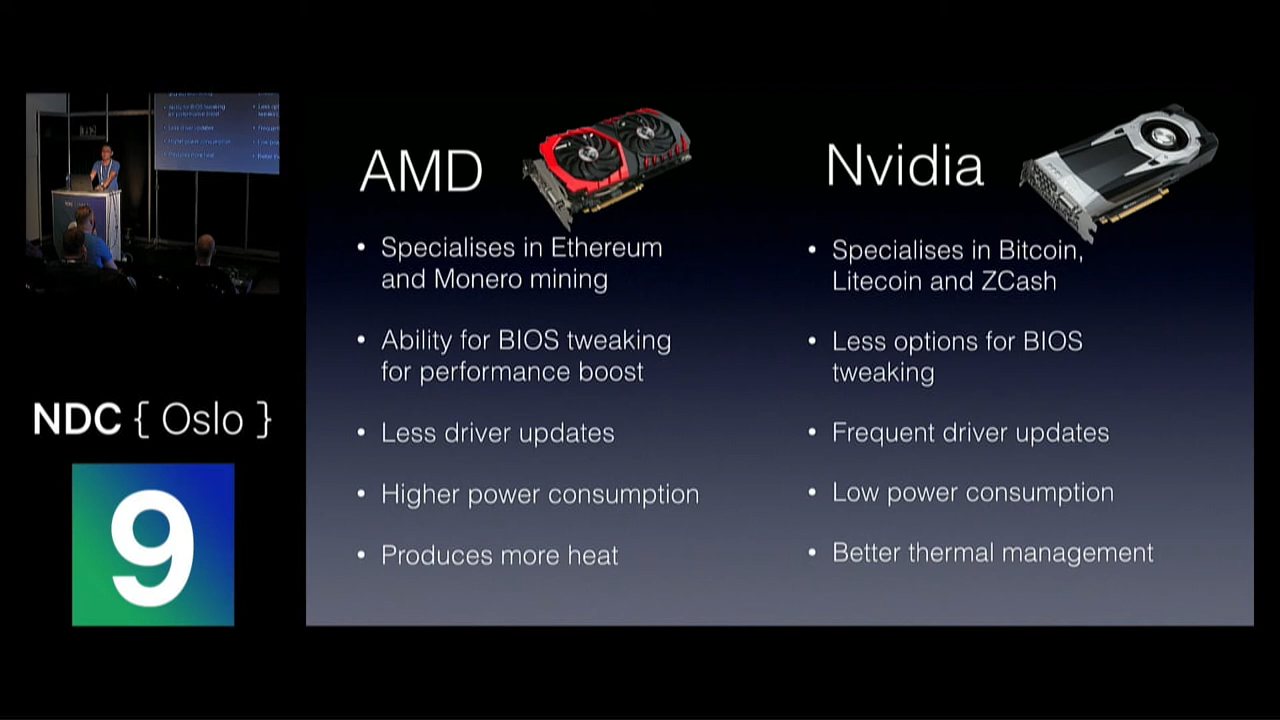 AMD
Specialises in Ethereum
and Monero mining
Ability for BIOS tweaking
for performance boost
Less driver updates
Higher power consumption
Produces more heat
Nvidia
Specialises in Bitcoin,
Litecoin and ZCash
Less options for BIOS
tweaking
Frequent driver updates
Low power consumption
Better thermal management
NDC { Oslo }
9